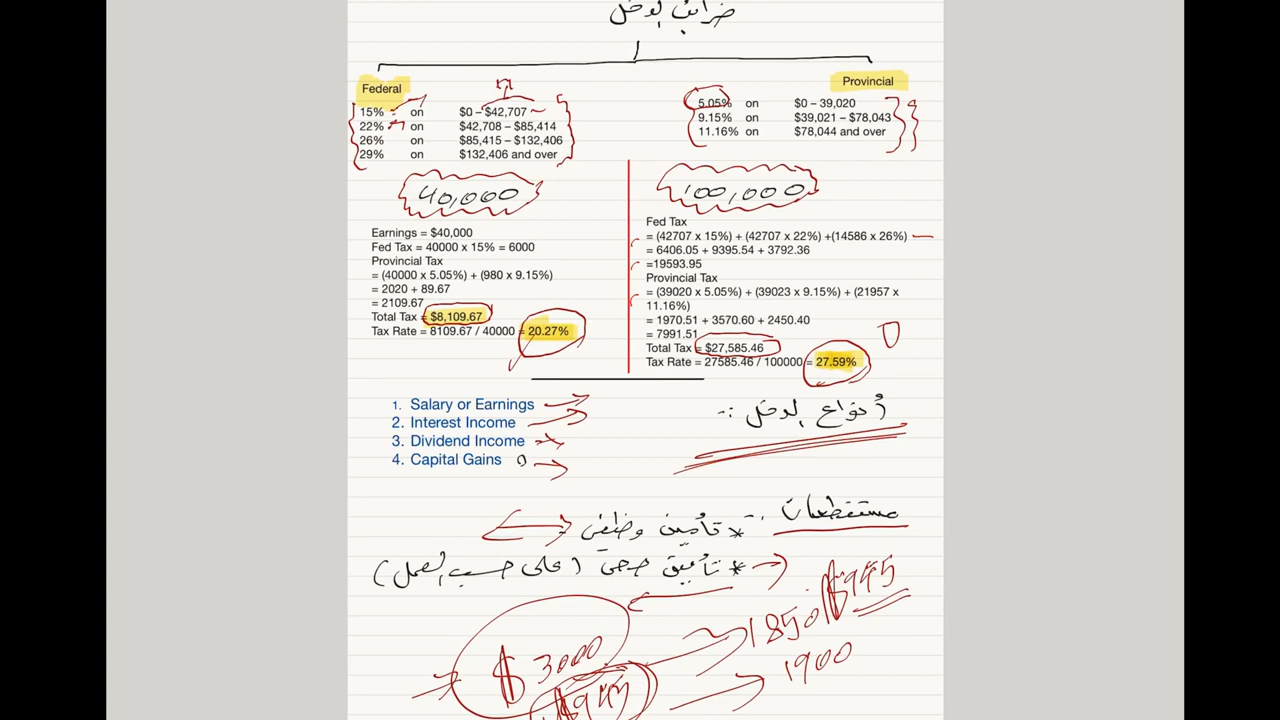 ضرائب الدخل
Federal
15% on $0 – $42,707
22% on $42,708 – $85,414
26% on $85,415 – $132,406
29% on $132,406 and over
Provincial
5.05% on $0 – 39,020
9.15% on $39,021 – $78,043
11.16% on $78,044 and over
40,000
Earnings = $40,000
Fed Tax = 40000 x 15% = 6000
Provincial Tax
= (40000 x 5.05%) + (980 x 9.15%)
= 2020 + 89.67
= 2109.67
Total Tax = $8,109.67
Tax Rate = 8109.67 / 40000 = 20.27%
100,000
Fed Tax
= (42707 x 15%) + (42707 x 22%) +(14586 x 26%)
= 6406.05 + 9395.54 + 3792.36
=19593.95
Provincial Tax
= (39020 x 5.05%) + (39023 x 9.15%) + (21957 x
11.16%)
= 1970.51 + 3570.60 + 2450.40
= 7991.51
Total Tax = $27,585.46
Tax Rate = 27585.46 / 100000 = 27.59%
أنواع الدخل :-
1. Salary or Earnings
2. Interest Income
3. Dividend Income
4. Capital Gains
مستقطعات :-
* تأمين وظيفي
* تأمين صحي (على حسب العمل)
$945
1850
$3000
1900
$945